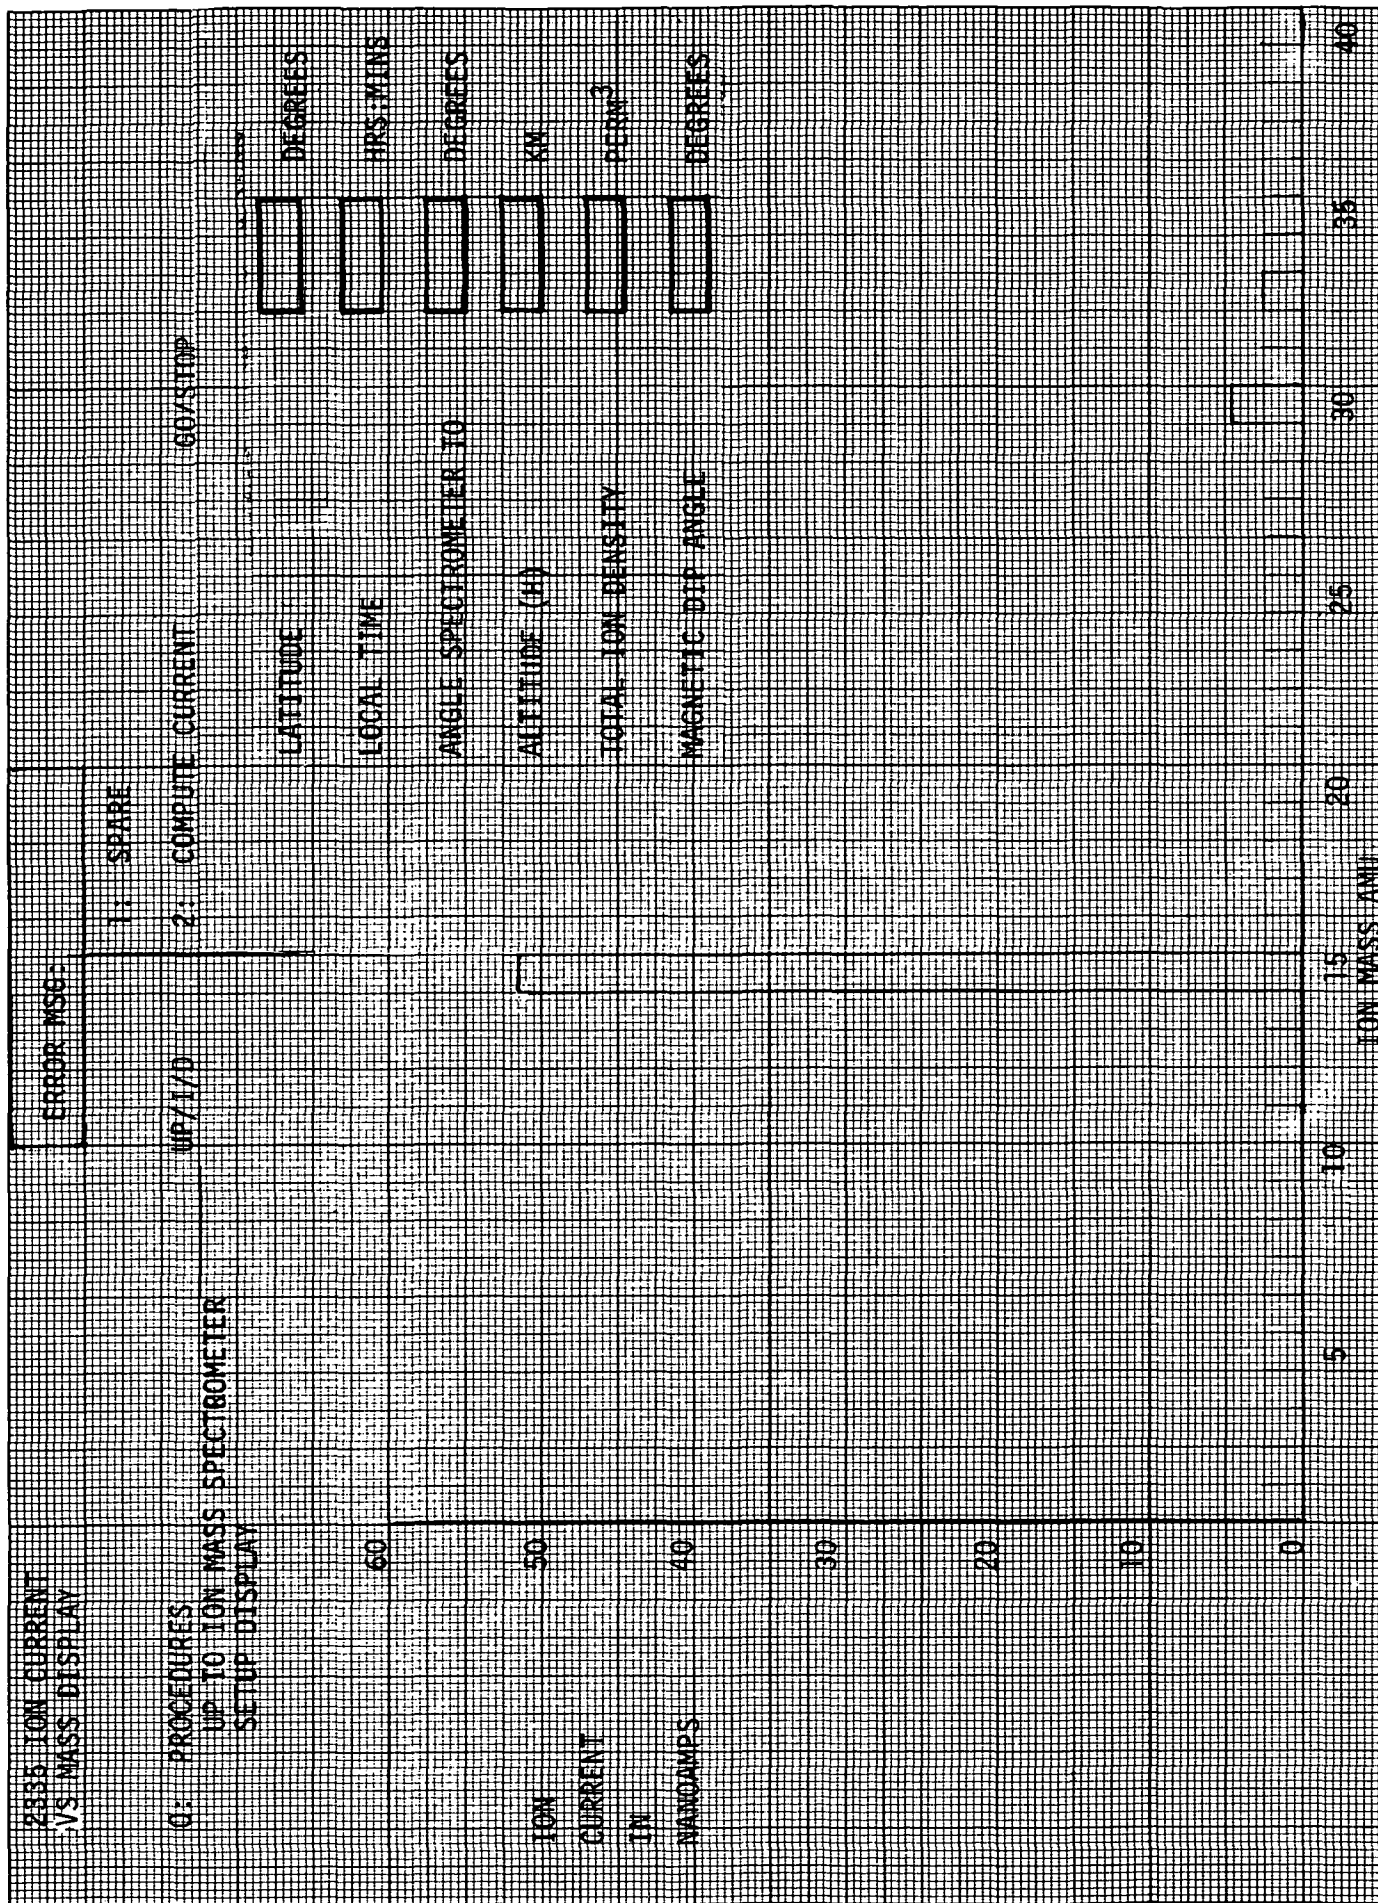 2335 ION CURRENT
VS MASS DISPLAY
ERROR MSG:
1: SPARE
0: PROCEDURES
UP/I/O
2: COMPUTE CURRENT GO/STOP
UP TO ION MASS SPECTROMETER
SETUP DISPLAY
LATITUDE DEGREES
LOCAL TIME HRS:MINS
ANGLE SPECTROMETER TO DEGREES
ALTITUDE (H) KM
TOTAL ION DENSITY PERM³
MAGNETIC DIP ANGLE DEGREES
ION
CURRENT
IN
NANOAMPS
60
50
40
30
20
10
0
5 10 15 20 25 30 35 40
ION MASS AMU